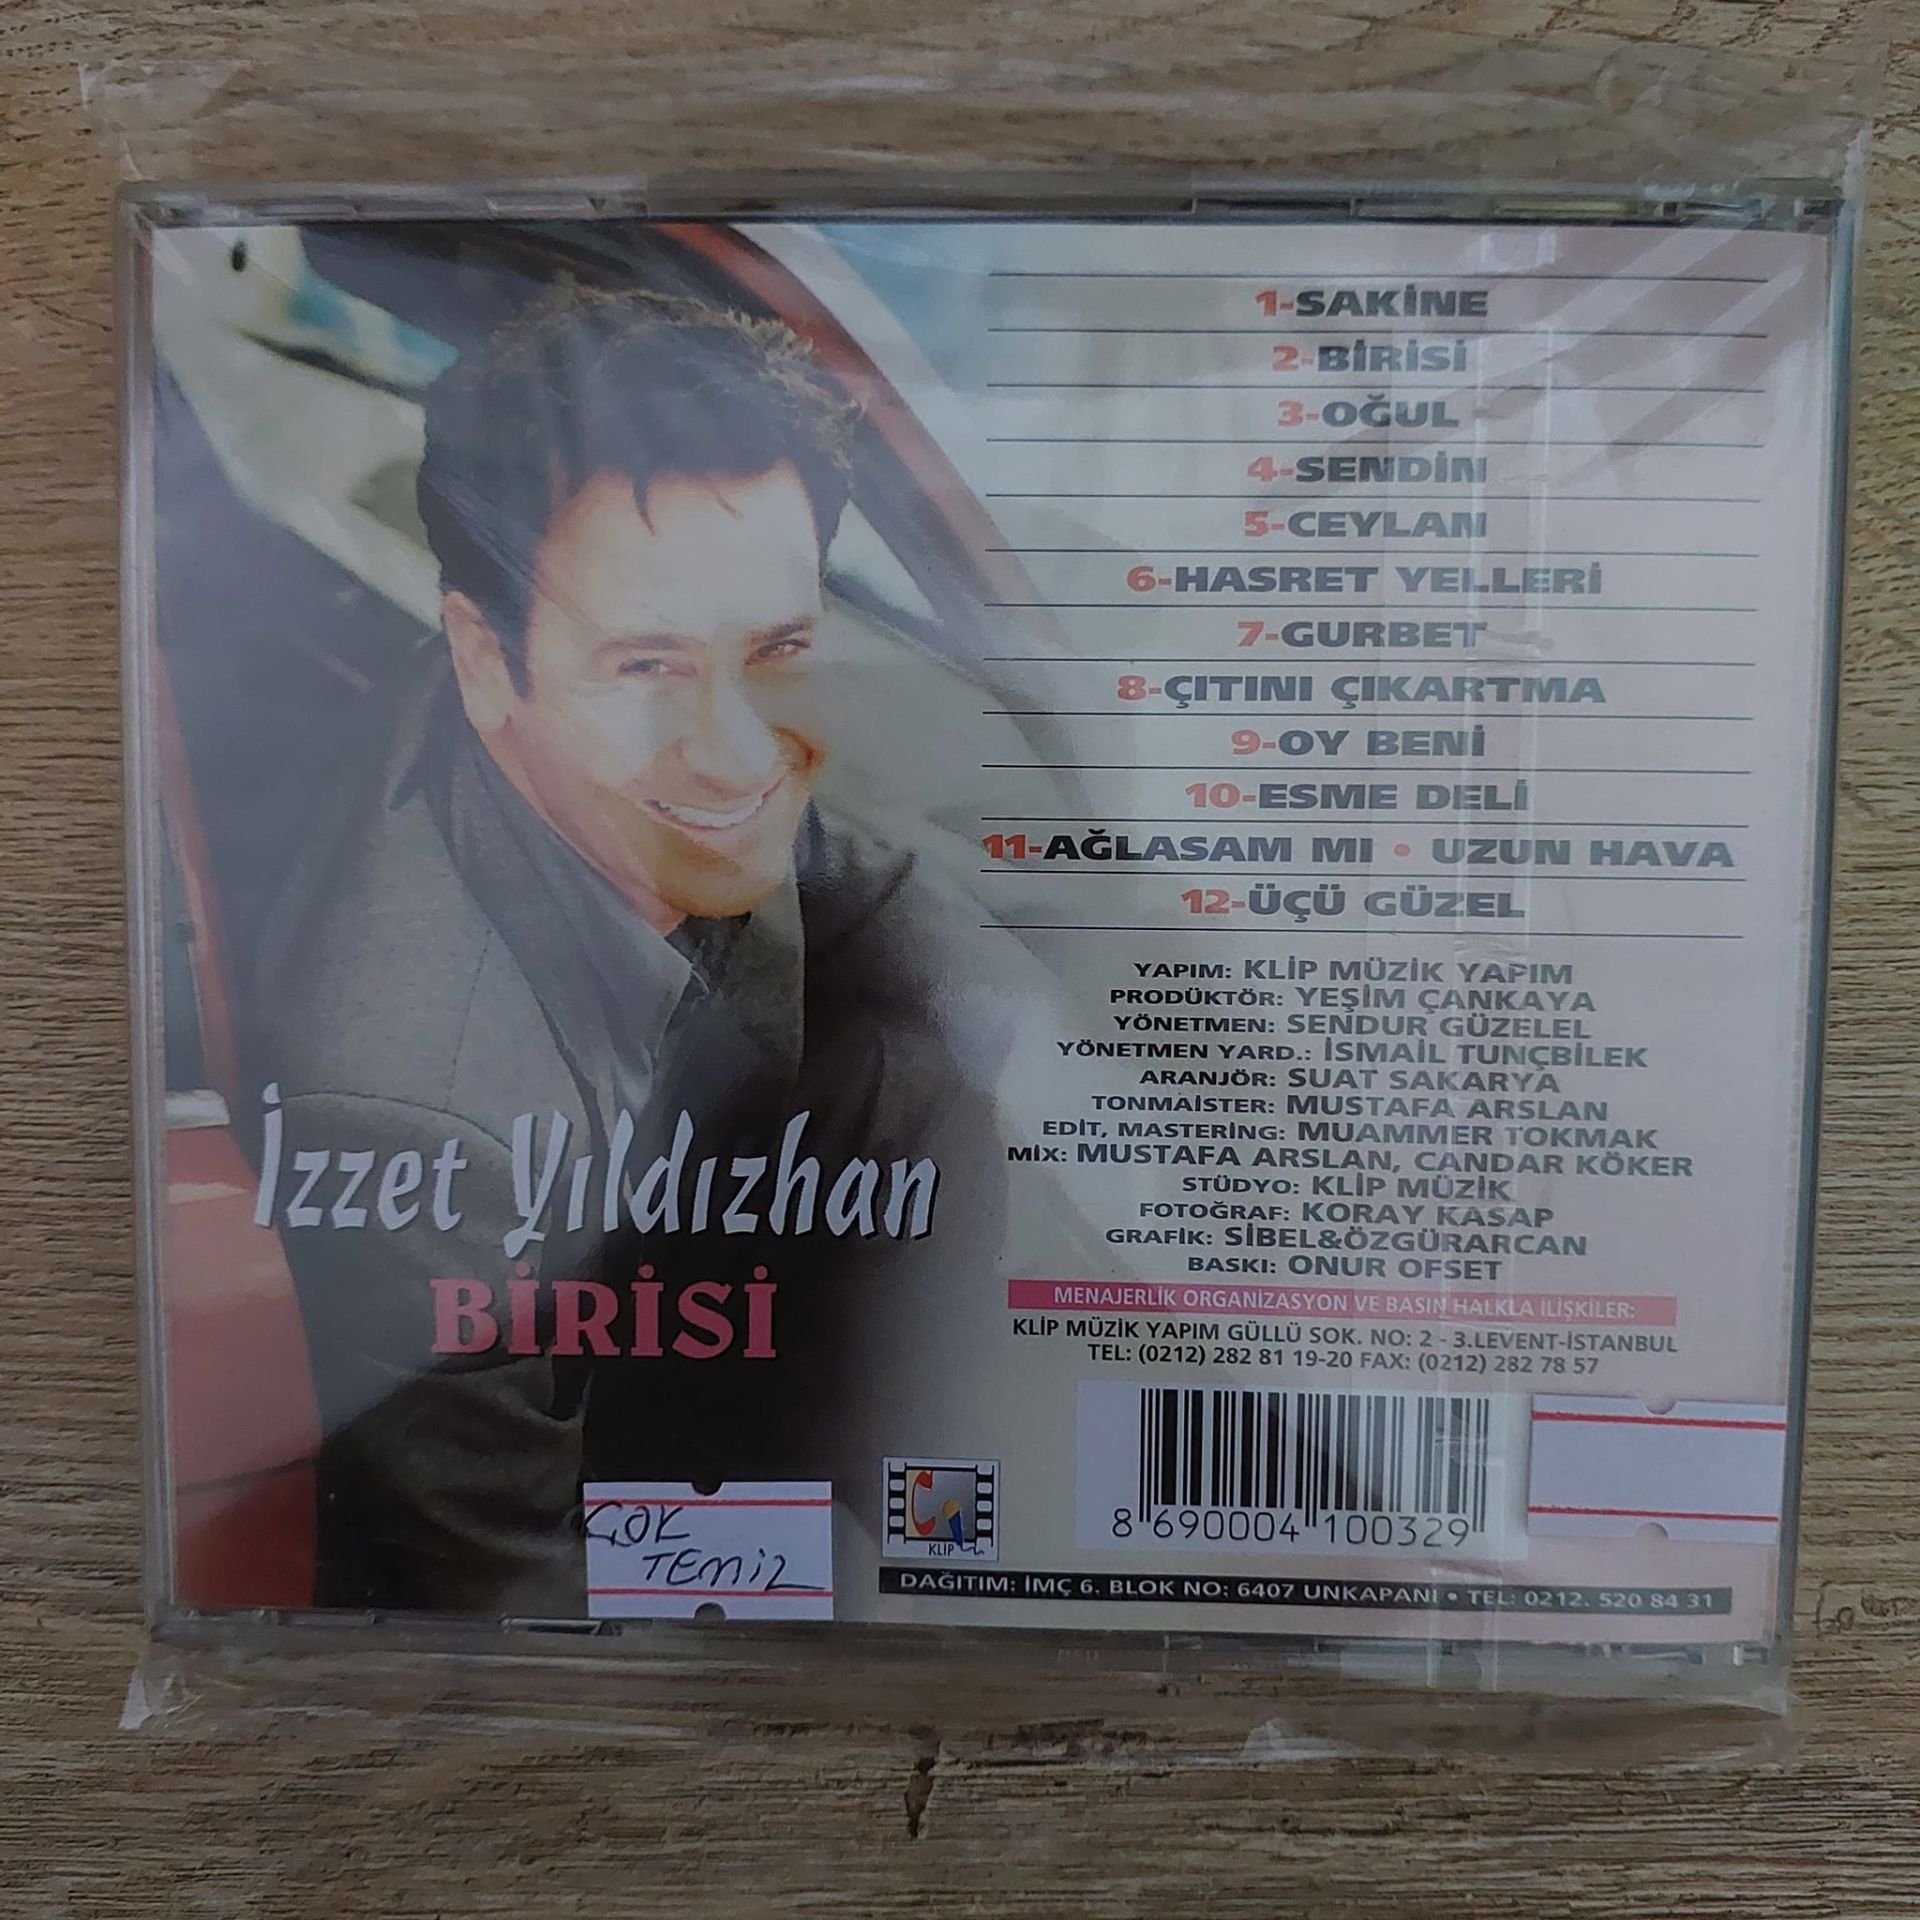 1-SAKİNE
2-BİRİSİ
3-OĞUL
4-SENDİN
5-CEYLAN
6-HASRET YELLERİ
7-GURBET
8-ÇITINI ÇIKARTMA
9-OY BENİ
10-ESME DELİ
11-AĞLASAM MI • UZUN HAVA
12-ÜÇÜ GÜZEL
YAPIM: KLİP MÜZİK YAPIM
PRODÜKTÖR: YEŞİM ÇANKAYA
YÖNETMEN: SENDUR GÜZELEL
YÖNETMEN YARD.: İSMAİL TUNÇBİLEK
ARANJÖR: SUAT SAKARYA
TONMAİSTER: MUSTAFA ARSLAN
EDİT, MASTERİNG: MUAMMER TOKMAK
MİX: MUSTAFA ARSLAN, CANDAR KÖKER
STÜDYO: KLİP MÜZİK
FOTOĞRAF: KORAY KASAP
GRAFİK: SİBEL&ÖZGÜRARCAN
BASKI: ONUR OFSET
MENAJERLİK ORGANİZASYON VE BASIN HALKLA İLİŞKİLER:
KLİP MÜZİK YAPIM GÜLLÜ SOK. NO: 2 - 3.LEVENT-İSTANBUL
TEL: (0212) 282 81 19-20 FAX: (0212) 282 78 57
İzzet Yıldızhan
BİRİSİ
ÇOK
TEMİZ
KLİP
8 690004 100329
DAĞITIM: İMÇ 6. BLOK NO: 6407 UNKAPANI • TEL: 0212. 520 84 31